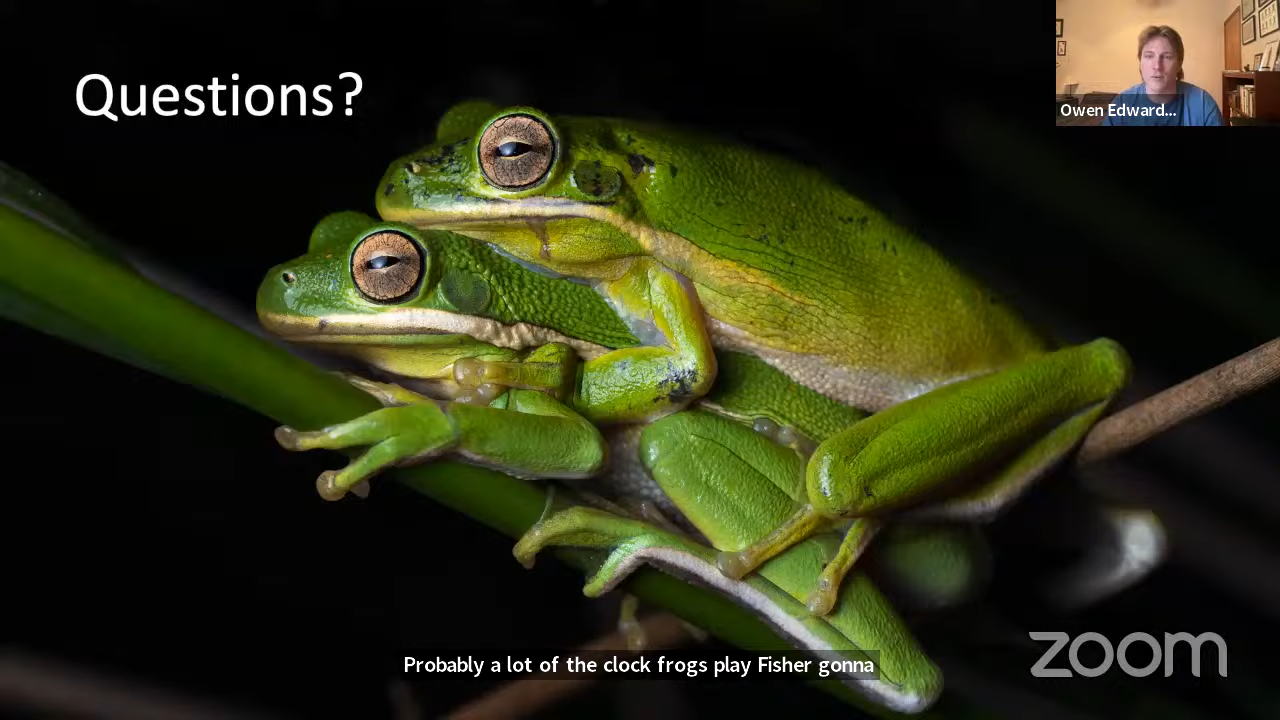 Questions?
Owen Edward...
Probably a lot of the clock frogs play Fisher gonna
zoom